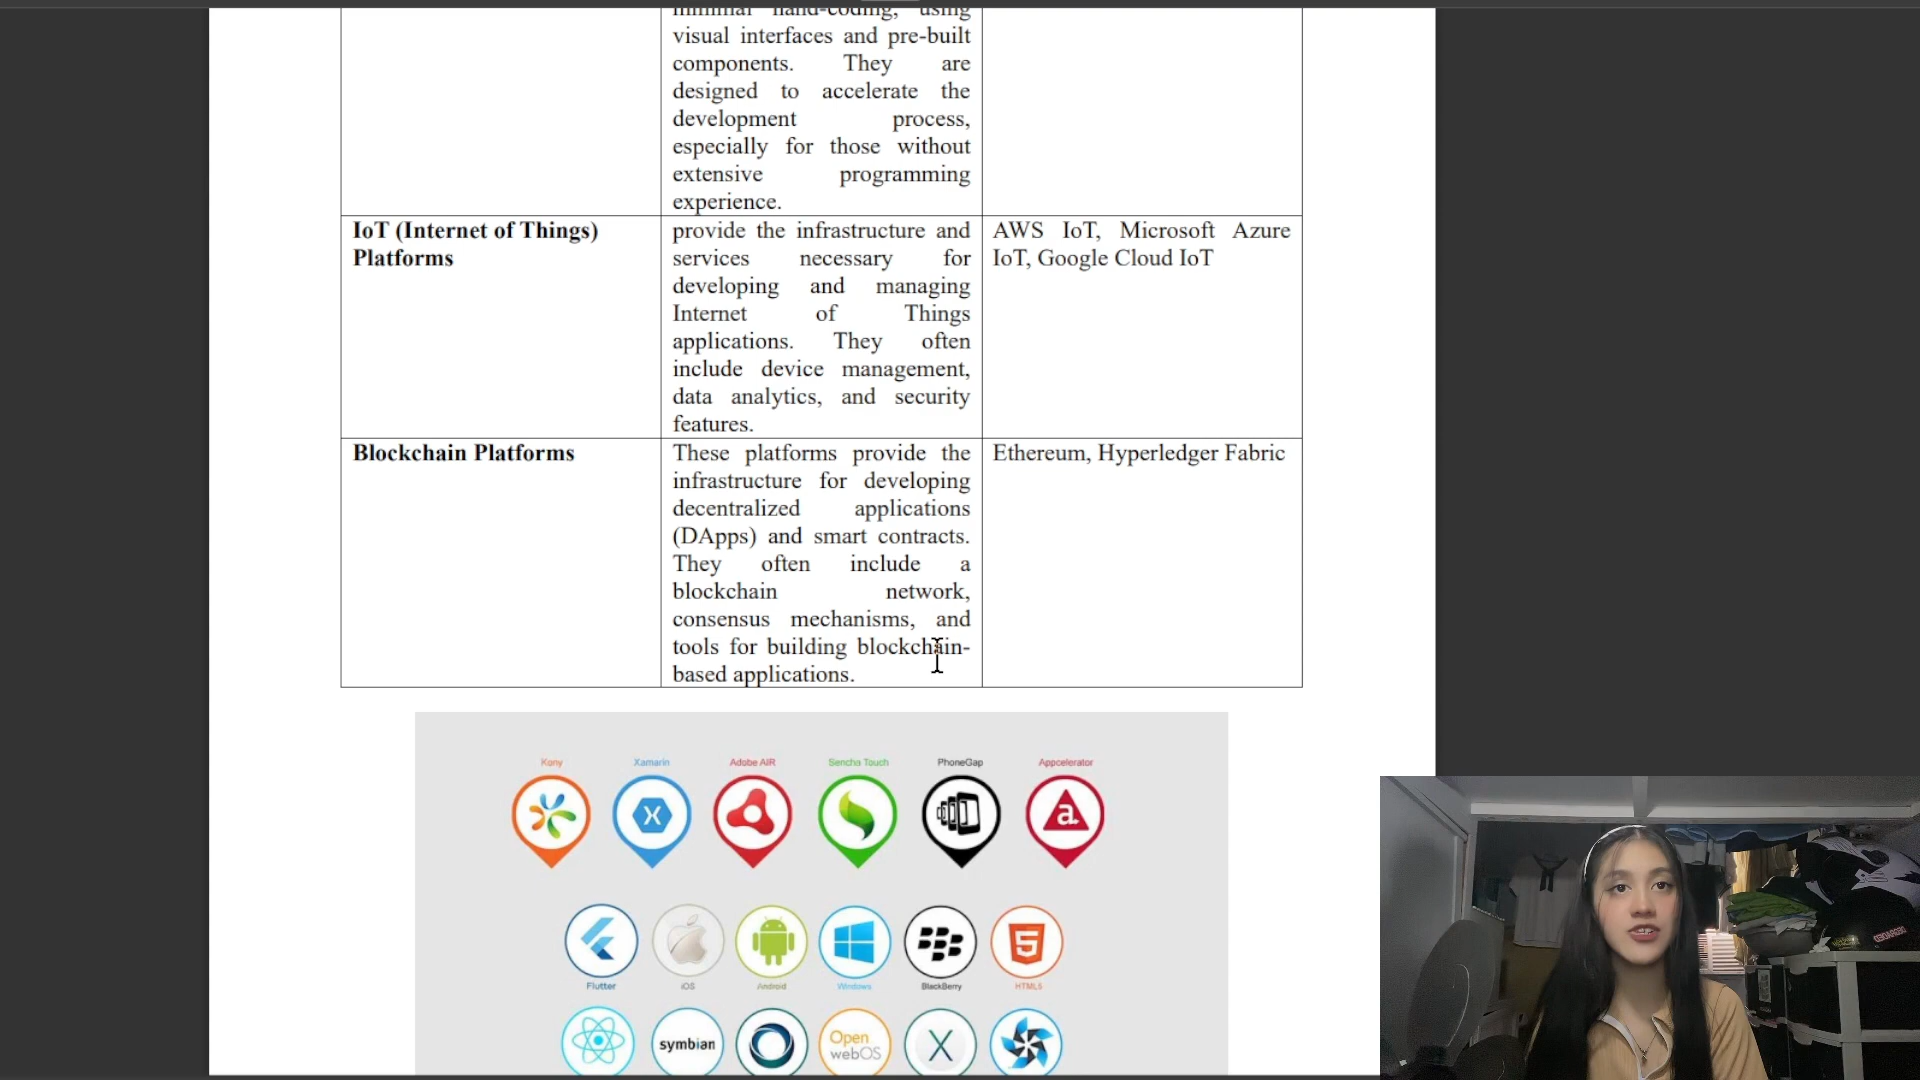 minimal hand-coding, using
visual interfaces and pre-built
components. They are
designed to accelerate the
development process,
especially for those without
extensive programming
experience.
IoT (Internet of Things)
Platforms
provide the infrastructure and
services necessary for
developing and managing
Internet of Things
applications. They often
include device management,
data analytics, and security
features.
AWS IoT, Microsoft Azure
IoT, Google Cloud IoT
Blockchain Platforms
These platforms provide the
infrastructure for developing
decentralized applications
(DApps) and smart contracts.
They often include a
blockchain network,
consensus mechanisms, and
tools for building blockchain-
based applications.
Ethereum, Hyperledger Fabric
Kony Xamarin Adobe AIR Sencha Touch PhoneGap Appcelerator
X a
5
Flutter iOS Android Windows BlackBerry HTML5
symbian Open
webOS X